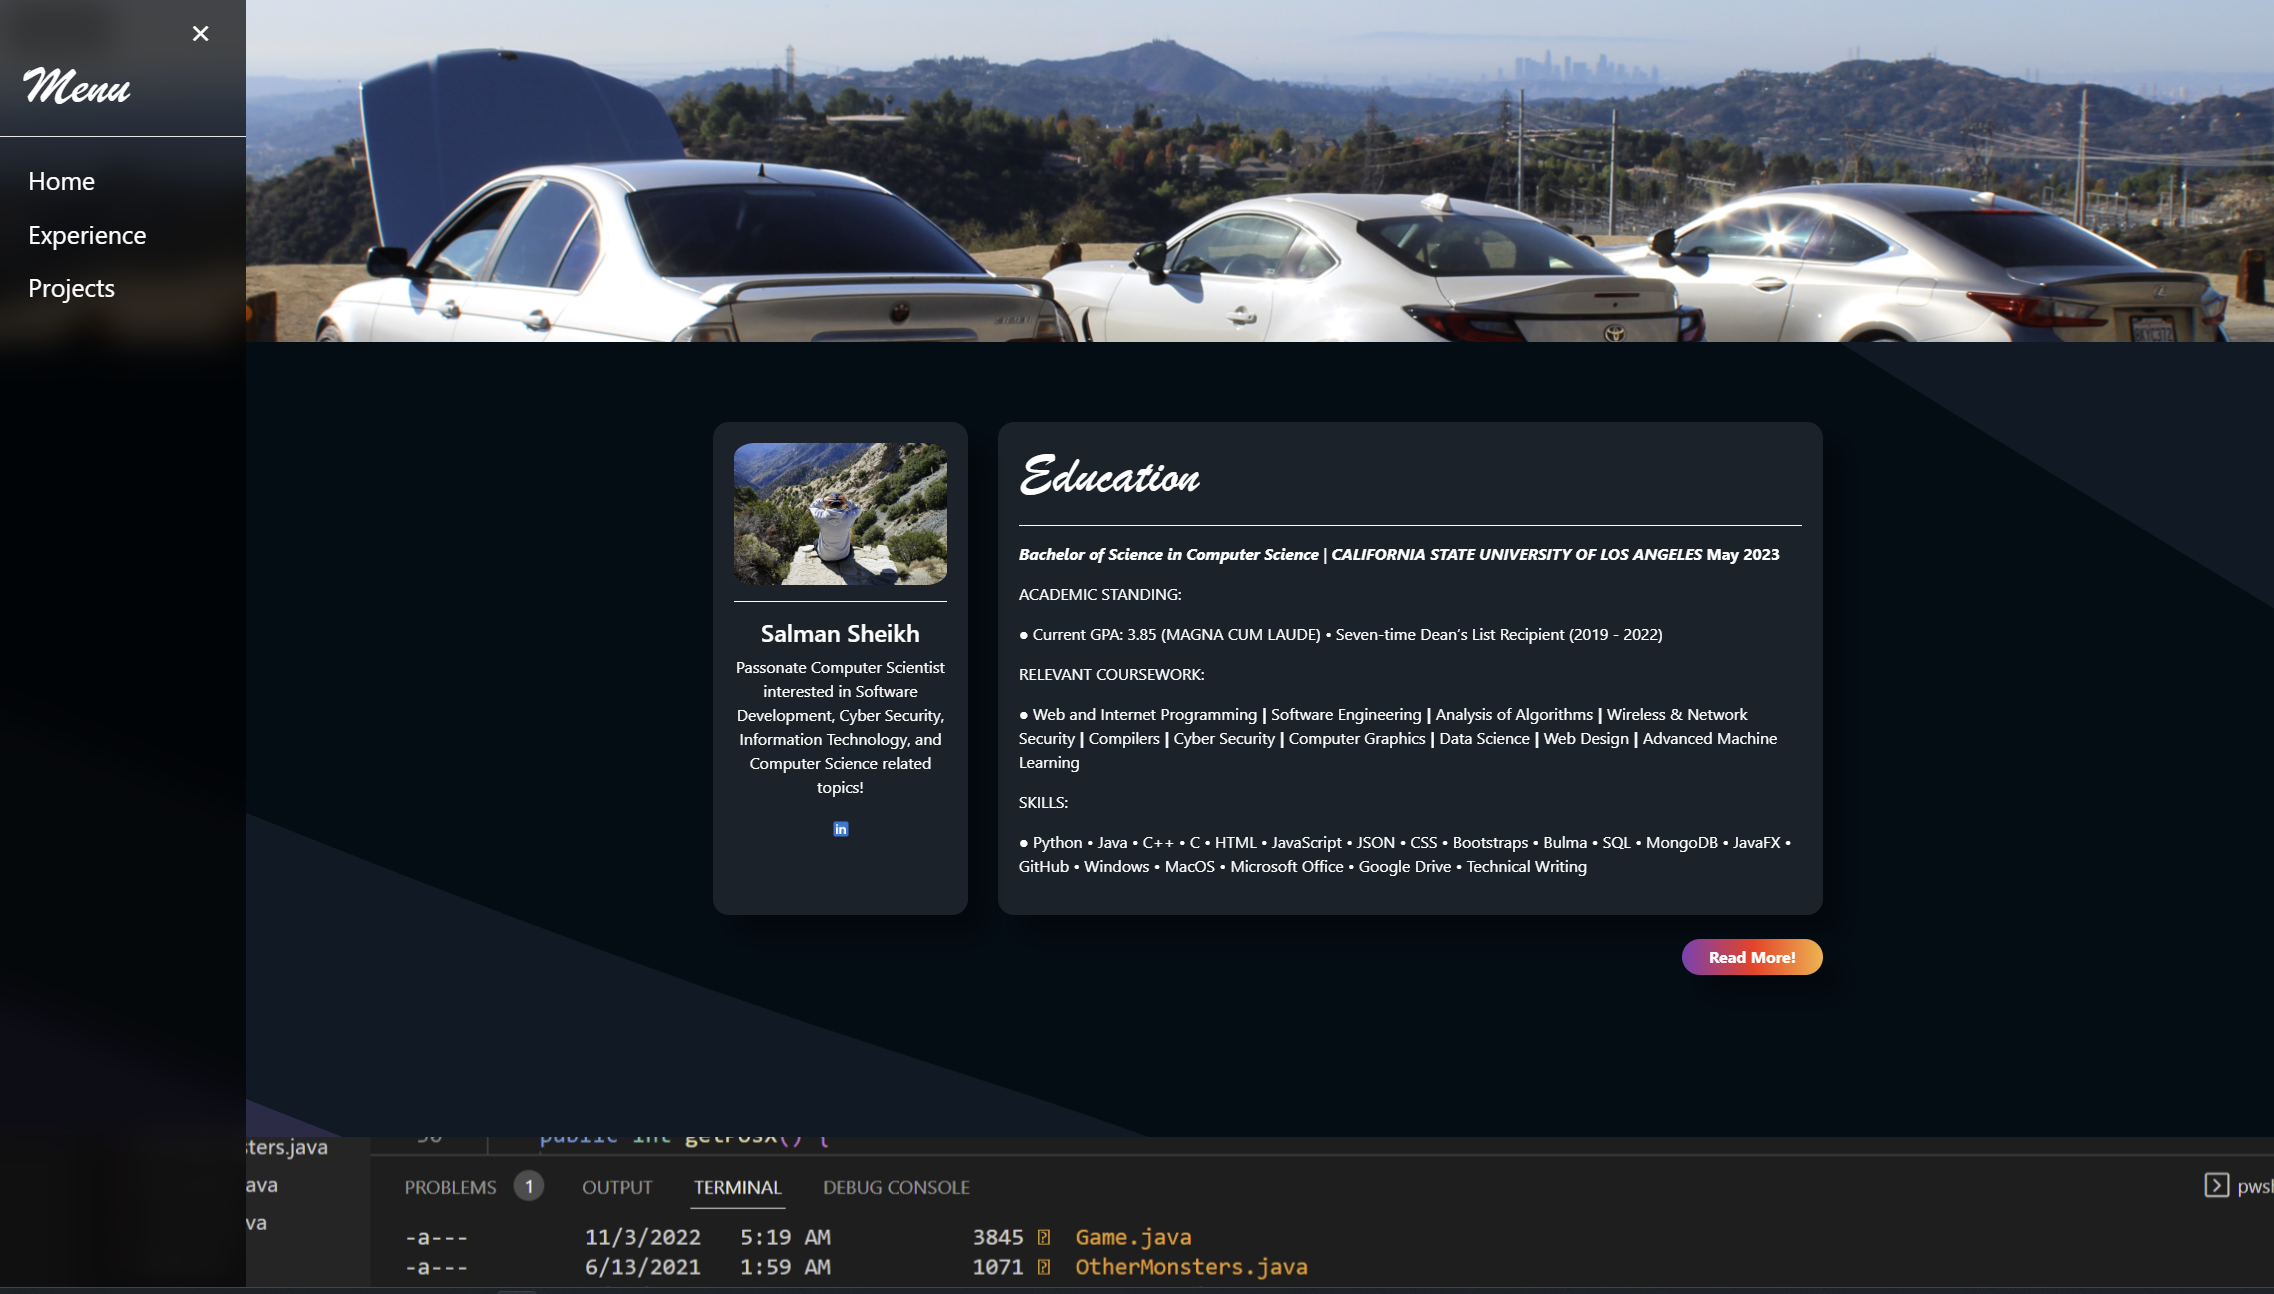 ✕
Menu
Home
Experience
Projects
Salman Sheikh
Passonate Computer Scientist
interested in Software
Development, Cyber Security,
Information Technology, and
Computer Science related
topics!
in
Education
Bachelor of Science in Computer Science | CALIFORNIA STATE UNIVERSITY OF LOS ANGELES May 2023
ACADEMIC STANDING:
● Current GPA: 3.85 (MAGNA CUM LAUDE) • Seven-time Dean’s List Recipient (2019 - 2022)
RELEVANT COURSEWORK:
● Web and Internet Programming | Software Engineering | Analysis of Algorithms | Wireless & Network
Security | Compilers | Cyber Security | Computer Graphics | Data Science | Web Design | Advanced Machine
Learning
SKILLS:
● Python • Java • C++ • C • HTML • JavaScript • JSON • CSS • Bootstraps • Bulma • SQL • MongoDB • JavaFX •
GitHub • Windows • MacOS • Microsoft Office • Google Drive • Technical Writing
Read More!
public int getPosX() {
ters.java
ava
va
PROBLEMS 1 OUTPUT TERMINAL DEBUG CONSOLE
-a--- 11/3/2022 5:19 AM 3845 Game.java
-a--- 6/13/2021 1:59 AM 1071 OtherMonsters.java